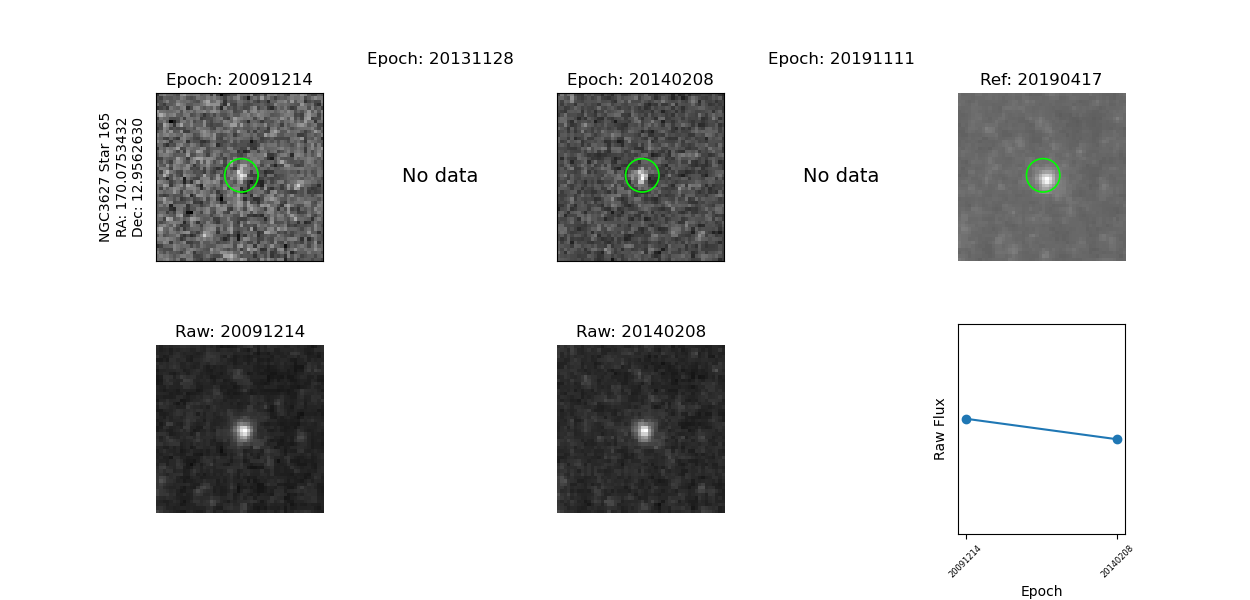 Epoch: 20131128
Epoch: 20191111
Epoch: 20091214
Epoch: 20140208
Ref: 20190417
NGC3627 Star 165
RA: 170.0753432
Dec: 12.9562630
No data
No data
Raw: 20091214
Raw: 20140208
Raw Flux
20091214
20140208
Epoch